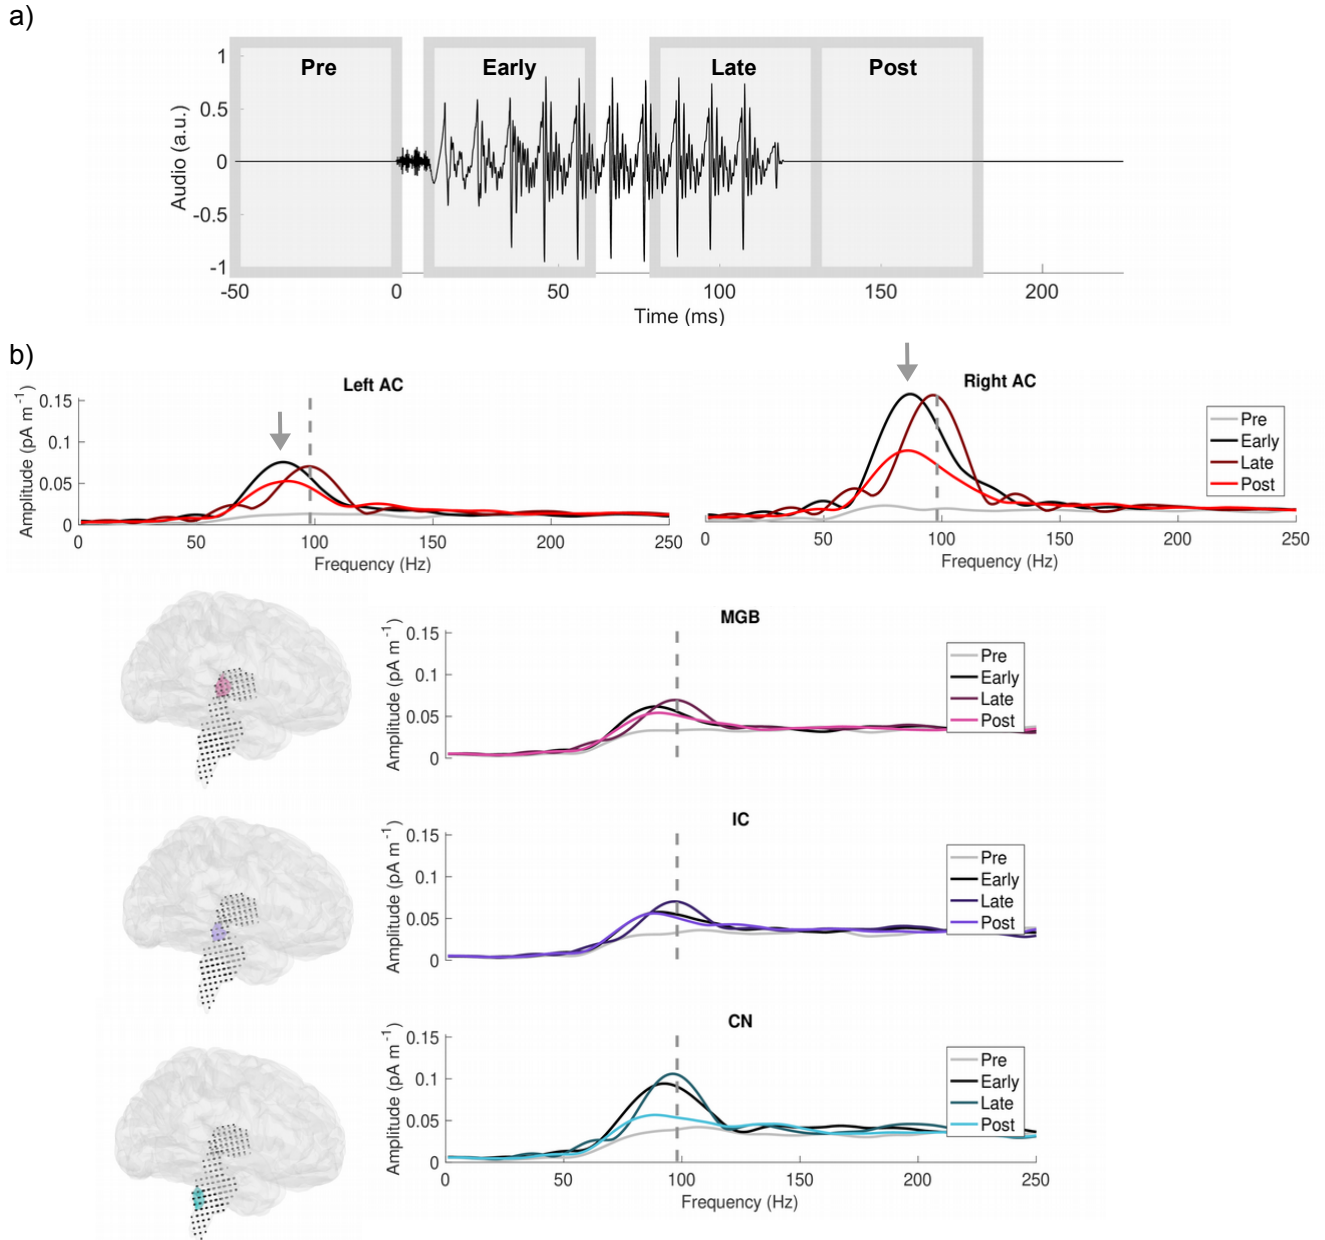 a)
Pre
Early
Late
Post
1
0.5
0
-0.5
-1
Audio (a.u.)
-50
0
50
100
150
200
Time (ms)
b)
Left AC
0.15
0.1
0.05
0
Amplitude (pA m⁻¹)
0
50
100
150
200
250
Frequency (Hz)
Right AC
Pre
Early
Late
Post
0
50
100
150
200
250
Frequency (Hz)
MGB
0.15
0.1
0.05
0
Amplitude (pA m⁻¹)
Pre
Early
Late
Post
IC
0.15
0.1
0.05
0
Amplitude (pA m⁻¹)
Pre
Early
Late
Post
CN
0.15
0.1
0.05
0
Amplitude (pA m⁻¹)
Pre
Early
Late
Post
0
50
100
150
200
250
Frequency (Hz)